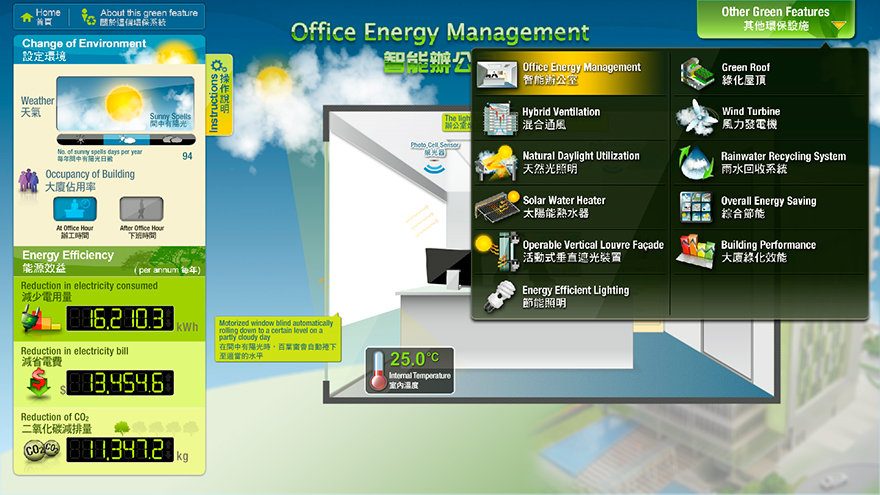 Home
首頁
About this green feature
關於這個環保系統
Office Energy Management
智能辦公
Other Green Features
其他環保設施
Change of Environment
設定環境
Weather
天氣
Sunny Spells
間中有陽光
No. of sunny spells days per year
每年間中有陽光日數
94
Occupancy of Building
大廈佔用率
At Office Hour
辦工時間
After Office Hour
下班時間
Energy Efficiency
能源效益
( per annum 每年)
Reduction in electricity consumed
減少電用量
16,210.3 kWh
Reduction in electricity bill
減省電費
$ 13,454.6
Reduction of CO2
二氧化碳減排量
CO2 CO2
11,347.2 kg
Instructions
操作說明
The ligh
辦公室
Photo Cell Sensor
感光器
Motorized window blind automatically
rolling down to a certain level on a
partly cloudy day
在間中有陽光時，百葉窗會自動捲下
至適當的水平
25.0°C
Internal Temperature
室內溫度
Office Energy Management
智能辦公室
Hybrid Ventilation
混合通風
Natural Daylight Utilization
天然光照明
Solar Water Heater
太陽能熱水器
Operable Vertical Louvre Façade
活動式垂直遮光裝置
Energy Efficient Lighting
節能照明
Green Roof
綠化屋頂
Wind Turbine
風力發電機
Rainwater Recycling System
雨水回收系統
Overall Energy Saving
綜合節能
Building Performance
大廈綠化效能